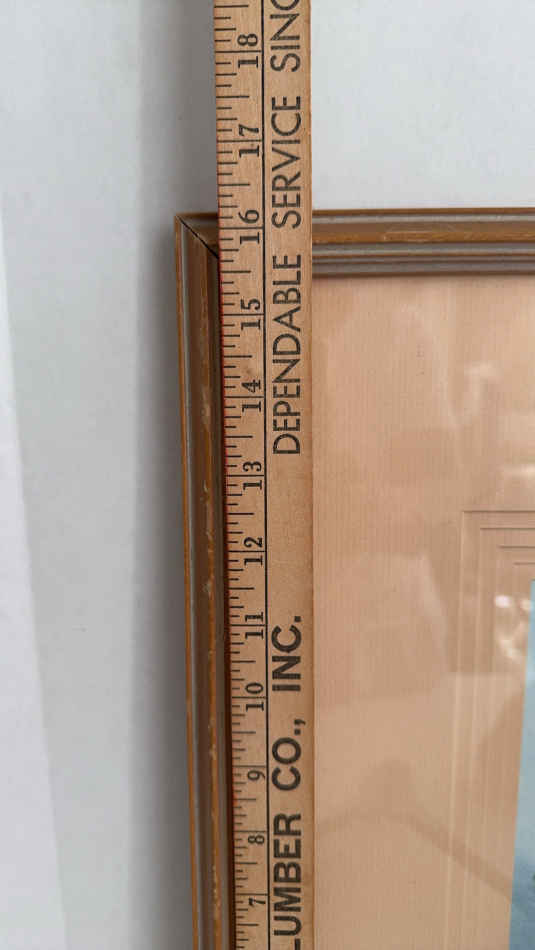 LUMBER CO., INC. DEPENDABLE SERVICE SINC
7 8 9 10 11 12 13 14 15 16 17 18